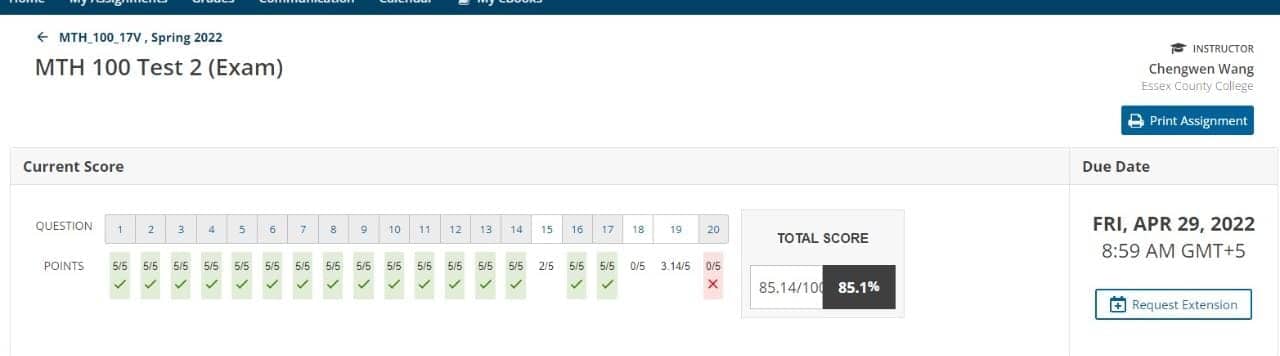 Home My Assignments Grades Communication Calendar My eBooks
← MTH_100_17V , Spring 2022
MTH 100 Test 2 (Exam)
INSTRUCTOR
Chengwen Wang
Essex County College
Print Assignment
Current Score
Due Date
QUESTION 1 2 3 4 5 6 7 8 9 10 11 12 13 14 15 16 17 18 19 20
POINTS 5/5 5/5 5/5 5/5 5/5 5/5 5/5 5/5 5/5 5/5 5/5 5/5 5/5 5/5 2/5 5/5 5/5 0/5 3.14/5 0/5
TOTAL SCORE
85.14/100 85.1%
FRI, APR 29, 2022
8:59 AM GMT+5
Request Extension